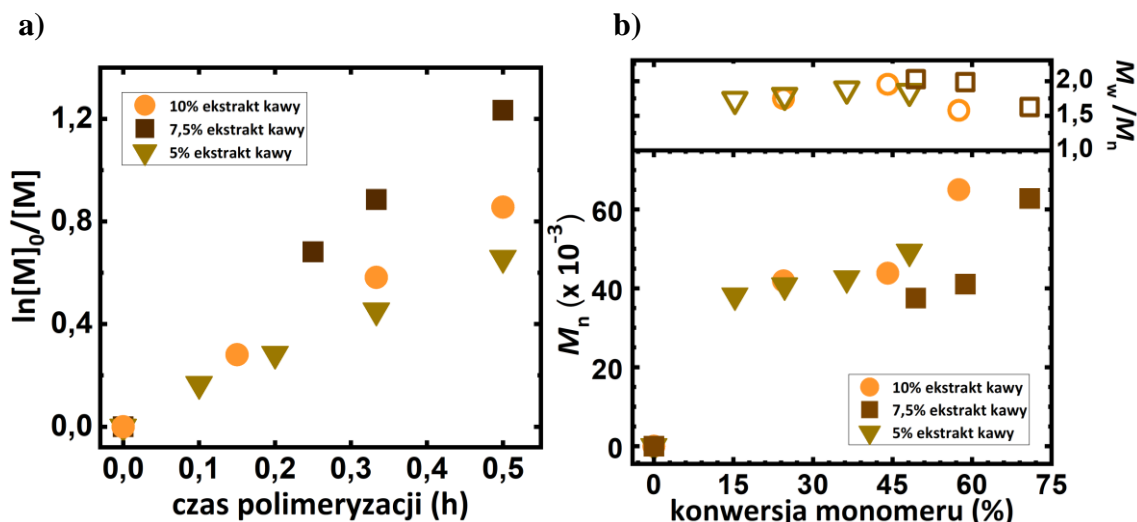 a)
ln[M]₀/[M]
1,2
0,8
0,4
0,0
10% ekstrakt kawy
7,5% ekstrakt kawy
5% ekstrakt kawy
0,0 0,1 0,2 0,3 0,4 0,5
czas polimeryzacji (h)
b)
2,0
1,5
1,0
M_w/M_n
M_n (x 10⁻³)
60
40
20
0
10% ekstrakt kawy
7,5% ekstrakt kawy
5% ekstrakt kawy
0 15 30 45 60 75
konwersja monomeru (%)